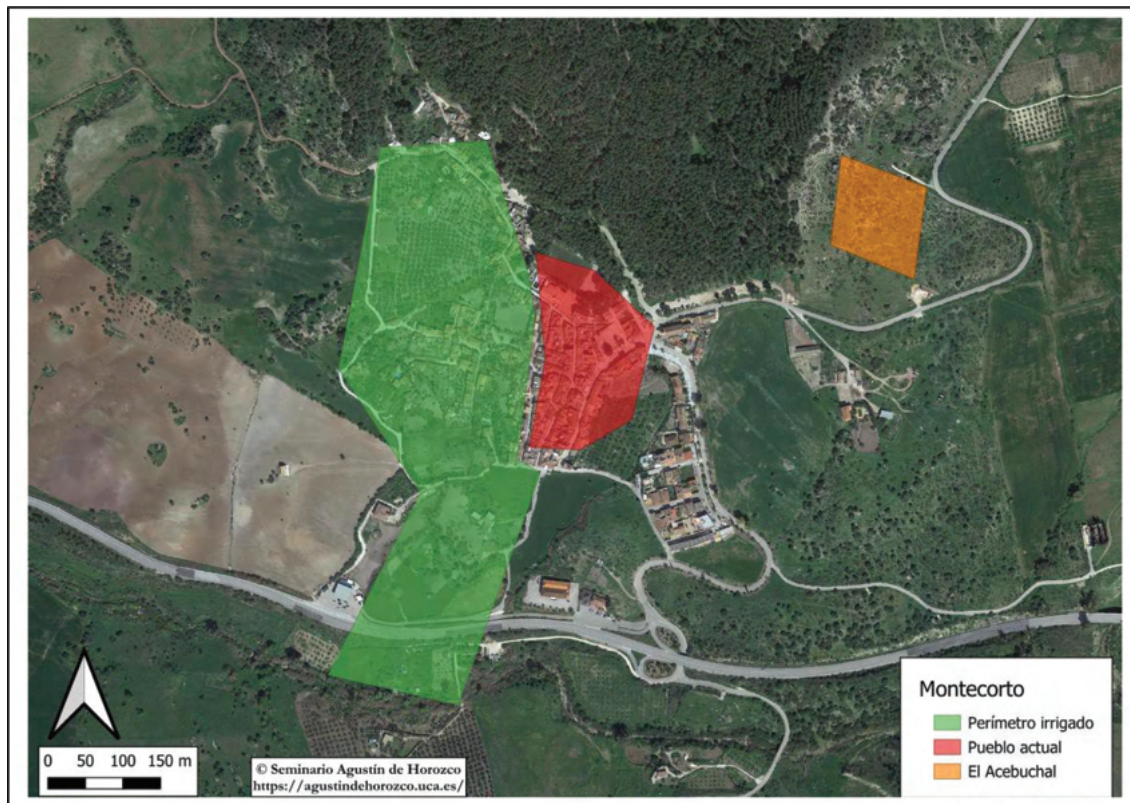 Montecorto
Perímetro irrigado
Pueblo actual
El Acebuchal
0 50 100 150 m
© Seminario Agustín de Horozco
https://agustindehorozco.uca.es/